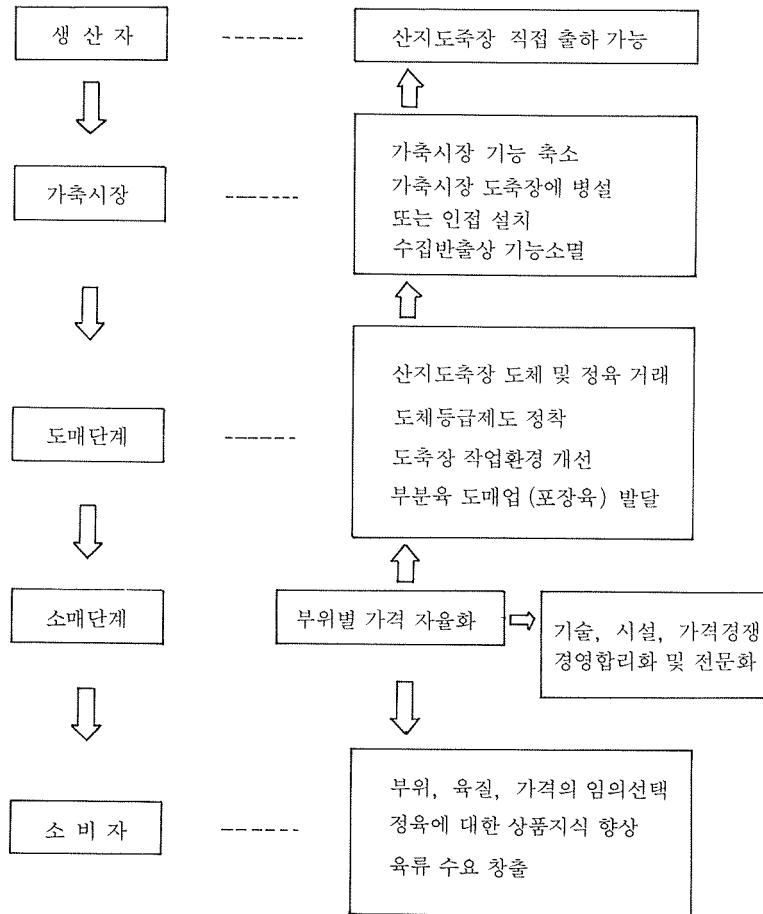 생 산 자
산지도죽장 직접 출하 가능
가축시장
가축시장 기능 축소
가축시장 도축장에 병설
또는 인접 설치
수집반출상 기능소멸
도매단계
산지도축장 도체 및 정육 거래
도체등급제도 정착
도축장 작업환경 개선
부분육 도매업 (포장육) 발달
소매단계
부위별 가격 자율화
기술, 시설, 가격경쟁
경영합리화 및 전문화
소 비 자
부위, 육질, 가격의 임의선택
정육에 대한 상품지식 향상
육류 수요 창출